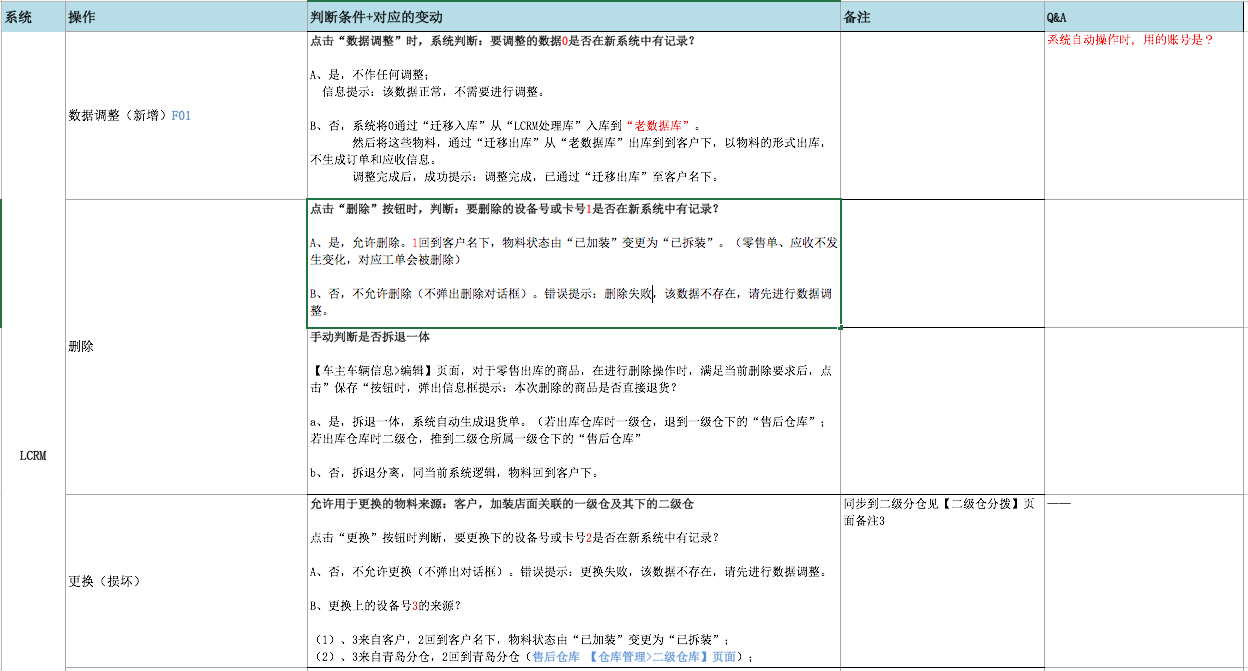 系统 操作 判断条件+对应的变动 备注 Q&A
点击“数据调整”时，系统判断：要调整的数据0是否在新系统中有记录？
系统自动操作时，用的账号是？
A、是，不作任何调整；
信息提示：该数据正常，不需要进行调整。
数据调整（新增）F01
B、否，系统将0通过“迁移入库”从“LCRM处理库”入库到“老数据库”。
然后将这些物料，通过“迁移出库”从“老数据库”出库到到客户下，以物料的形式出库，
不生成订单和应收信息。
调整完成后，成功提示：调整完成，已通过“迁移出库”至客户名下。
点击“删除”按钮时，判断：要删除的设备号或卡号1是否在新系统中有记录？
A、是，允许删除。1回到客户名下，物料状态由“已加装”变更为“已拆装”。（零售单、应收不发
生变化，对应工单会被删除）
B、否，不允许删除（不弹出删除对话框）。错误提示：删除失败，该数据不存在，请先进行数据调
整。
删除
手动判断是否拆退一体
【车主车辆信息>编辑】页面，对于零售出库的商品，在进行删除操作时，满足当前删除要求后，点
击”保存“按钮时，弹出信息框提示：本次删除的商品是否直接退货？
a、是，拆退一体，系统自动生成退货单。（若出库仓库时一级仓，退到一级仓下的“售后仓库”；
若出库仓库时二级仓，推到二级仓所属一级仓下的“售后仓库”
LCRM
b、否，拆退分离，同当前系统逻辑，物料回到客户下。
允许用于更换的物料来源：客户，加装店面关联的一级仓及其下的二级仓
同步到二级分仓见【二级仓分拨】页
面备注3
——
点击“更换”按钮时判断，要更换下的设备号或卡号2是否在新系统中有记录？
A、否，不允许更换（不弹出对话框）。错误提示：更换失败，该数据不存在，请先进行数据调整。
更换（损坏）
B、更换上的设备号3的来源？
（1）、3来自客户，2回到客户名下，物料状态由“已加装”变更为“已拆装”；
（2）、3来自青岛分仓，2回到青岛分仓（售后仓库 【仓库管理>二级仓库】页面）；